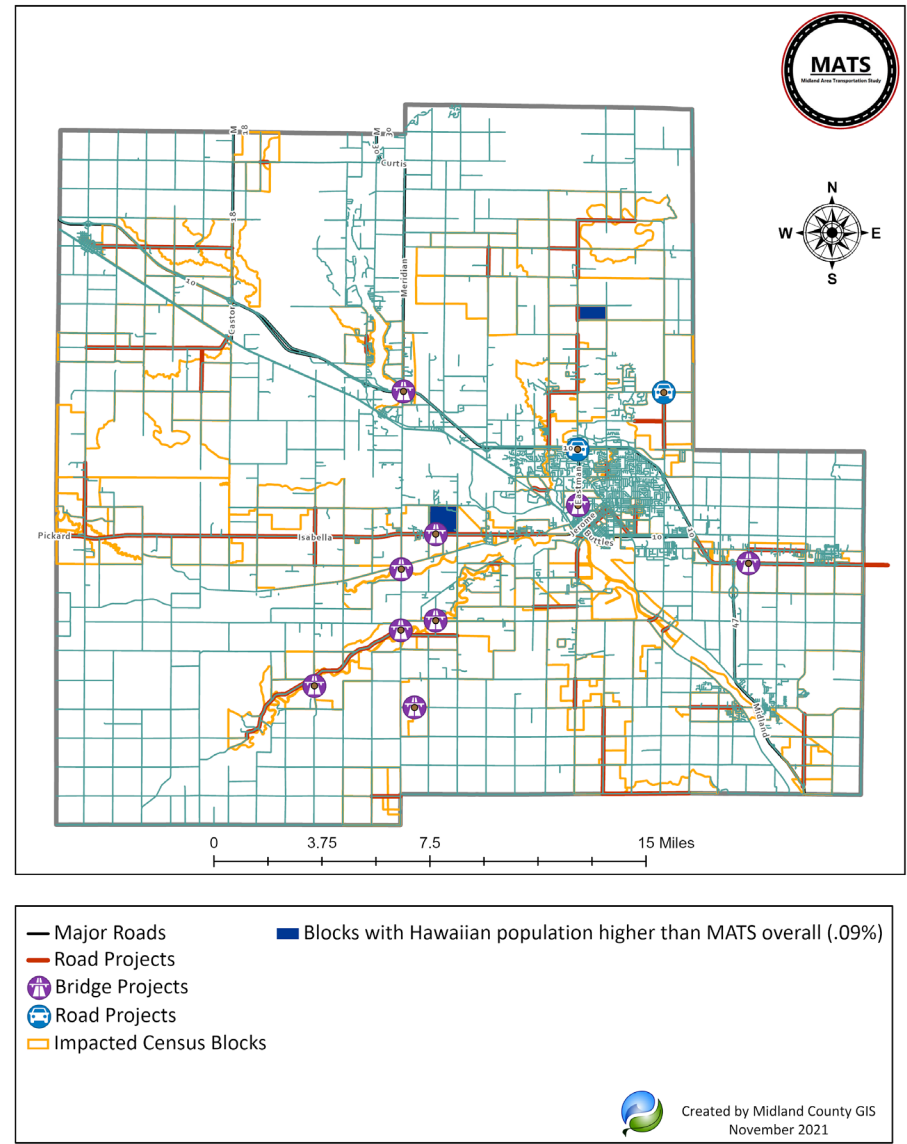 MATS
Midland Area Transportation Study
N
W E
S
M 18
M 30
Curtis
18
Meridian
10
Castor
10
Eastman
Jerome
Buttles
10
10
Pickard
Isabella
47
Midland
0 3.75 7.5 15 Miles
Major Roads
Blocks with Hawaiian population higher than MATS overall (.09%)
Road Projects
Bridge Projects
Road Projects
Impacted Census Blocks
Created by Midland County GIS
November 2021